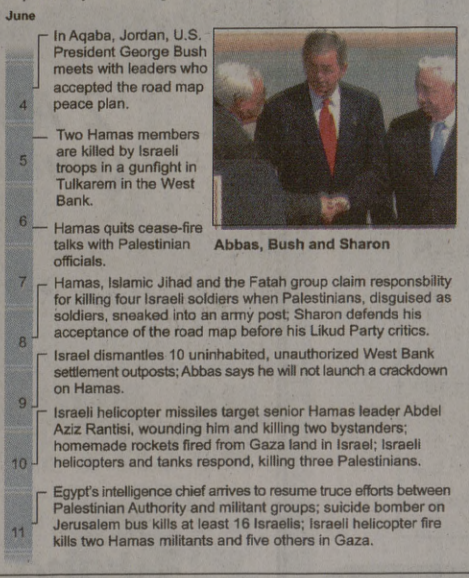 June
In Aqaba, Jordan, U.S.
President George Bush
meets with leaders who
accepted the road map
4
peace plan.
Two Hamas members
are killed by Israeli
5
troops in a gunfight in
Tulkarem in the West
Bank.
6
Hamas quits cease-fire
talks with Palestinian
officials.
Abbas, Bush and Sharon
7
Hamas, Islamic Jihad and the Fatah group claim responsbility
for killing four Israeli soldiers when Palestinians, disguised as
soldiers, sneaked into an army post; Sharon defends his
acceptance of the road map before his Likud Party critics.
8
Israel dismantles 10 uninhabited, unauthorized West Bank
settlement outposts; Abbas says he will not launch a crackdown
on Hamas.
9
Israeli helicopter missiles target senior Hamas leader Abdel
Aziz Rantisi, wounding him and killing two bystanders;
homemade rockets fired from Gaza land in Israel; Israeli
helicopters and tanks respond, killing three Palestinians.
10
Egypt's intelligence chief arrives to resume truce efforts between
Palestinian Authority and militant groups; suicide bomber on
Jerusalem bus kills at least 16 Israelis; Israeli helicopter fire
kills two Hamas militants and five others in Gaza.
11